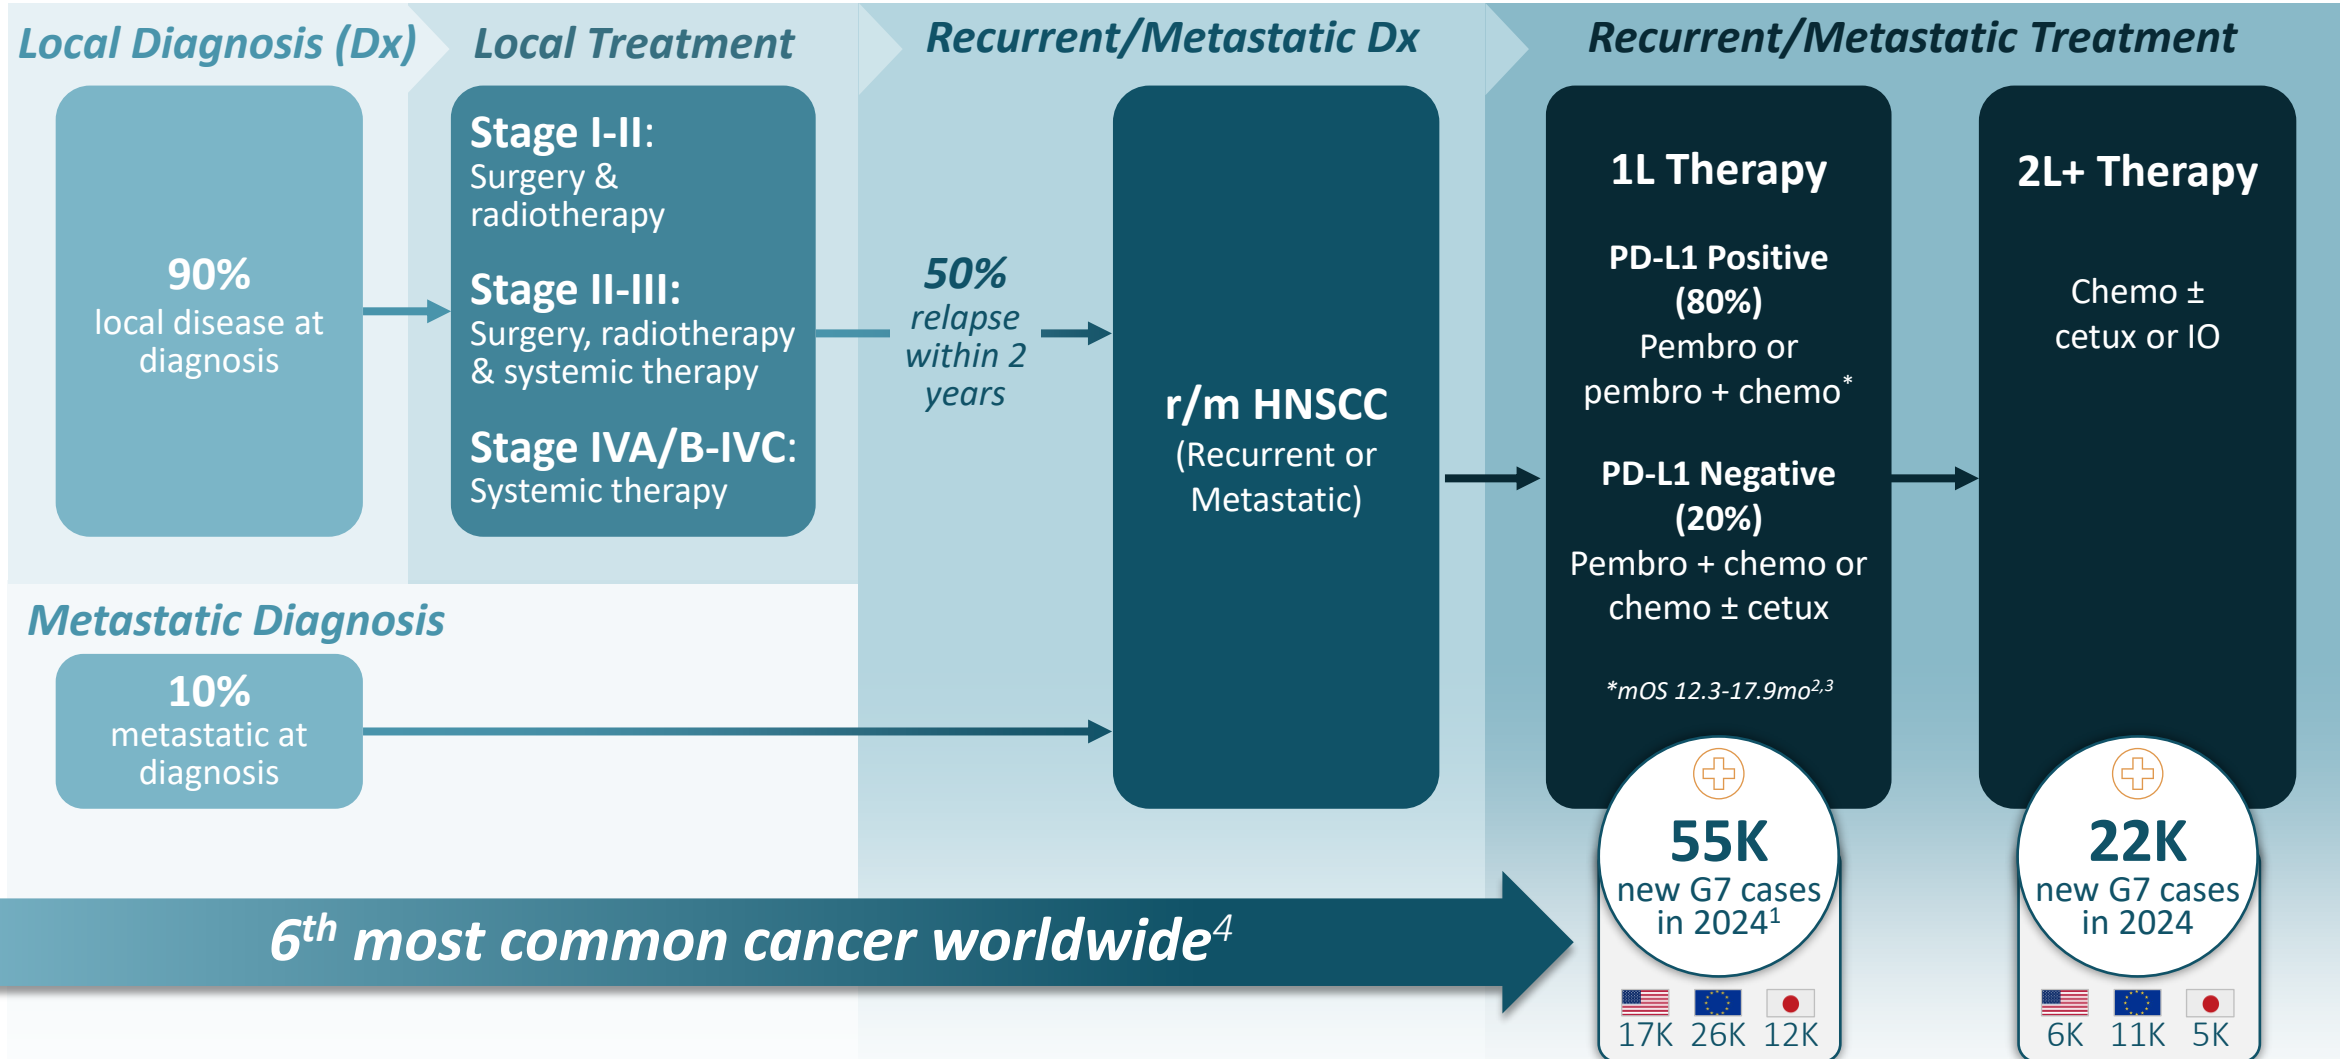 Local Diagnosis (Dx)
90%
local disease at
diagnosis
Local Treatment
Stage I-II:
Surgery &
radiotherapy
Stage II-III:
Surgery, radiotherapy
& systemic therapy
Stage IVA/B-IVC:
Systemic therapy
Metastatic Diagnosis
10%
metastatic at
diagnosis
Recurrent/Metastatic Dx
50%
relapse
within 2
years
r/m HNSCC
(Recurrent or
Metastatic)
Recurrent/Metastatic Treatment
1L Therapy
PD-L1 Positive
(80%)
Pembro or
pembro + chemo*
PD-L1 Negative
(20%)
Pembro + chemo or
chemo ± cetux
*mOS 12.3-17.9mo2,3
55K
new G7 cases
in 20241
17K 26K 12K
2L+ Therapy
Chemo ±
cetux or IO
22K
new G7 cases
in 2024
6K 11K 5K
6th most common cancer worldwide4